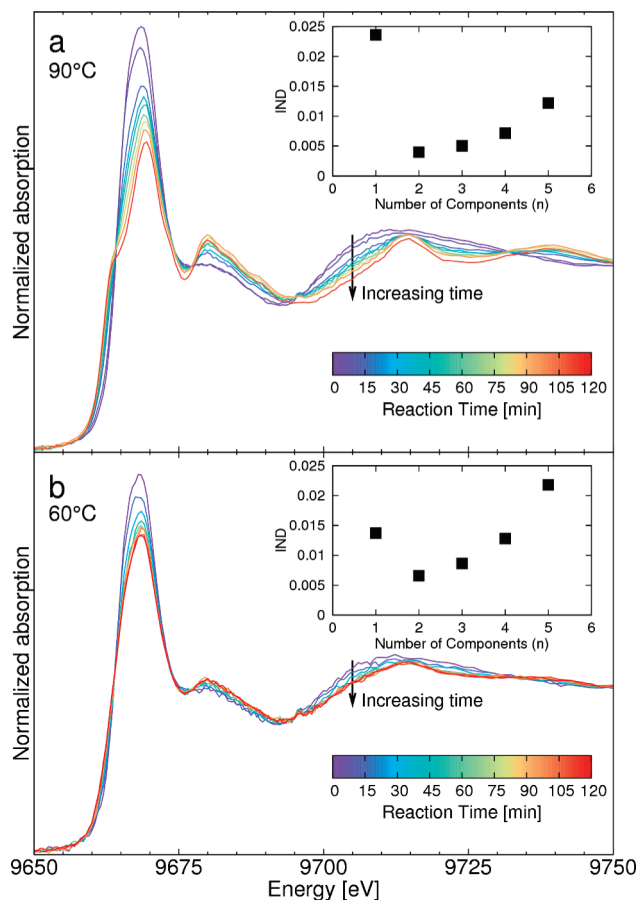 a
90°C
Normalized absorption
0.025
0.02
0.015
0.01
0.005
0
IND
0 1 2 3 4 5 6
Number of Components (n)
Increasing time
0 15 30 45 60 75 90 105 120
Reaction Time [min]
b
60°C
Normalized absorption
0.025
0.02
0.015
0.01
0.005
0
IND
0 1 2 3 4 5 6
Number of Components (n)
Increasing time
0 15 30 45 60 75 90 105 120
Reaction Time [min]
9650 9675 9700 9725 9750
Energy [eV]